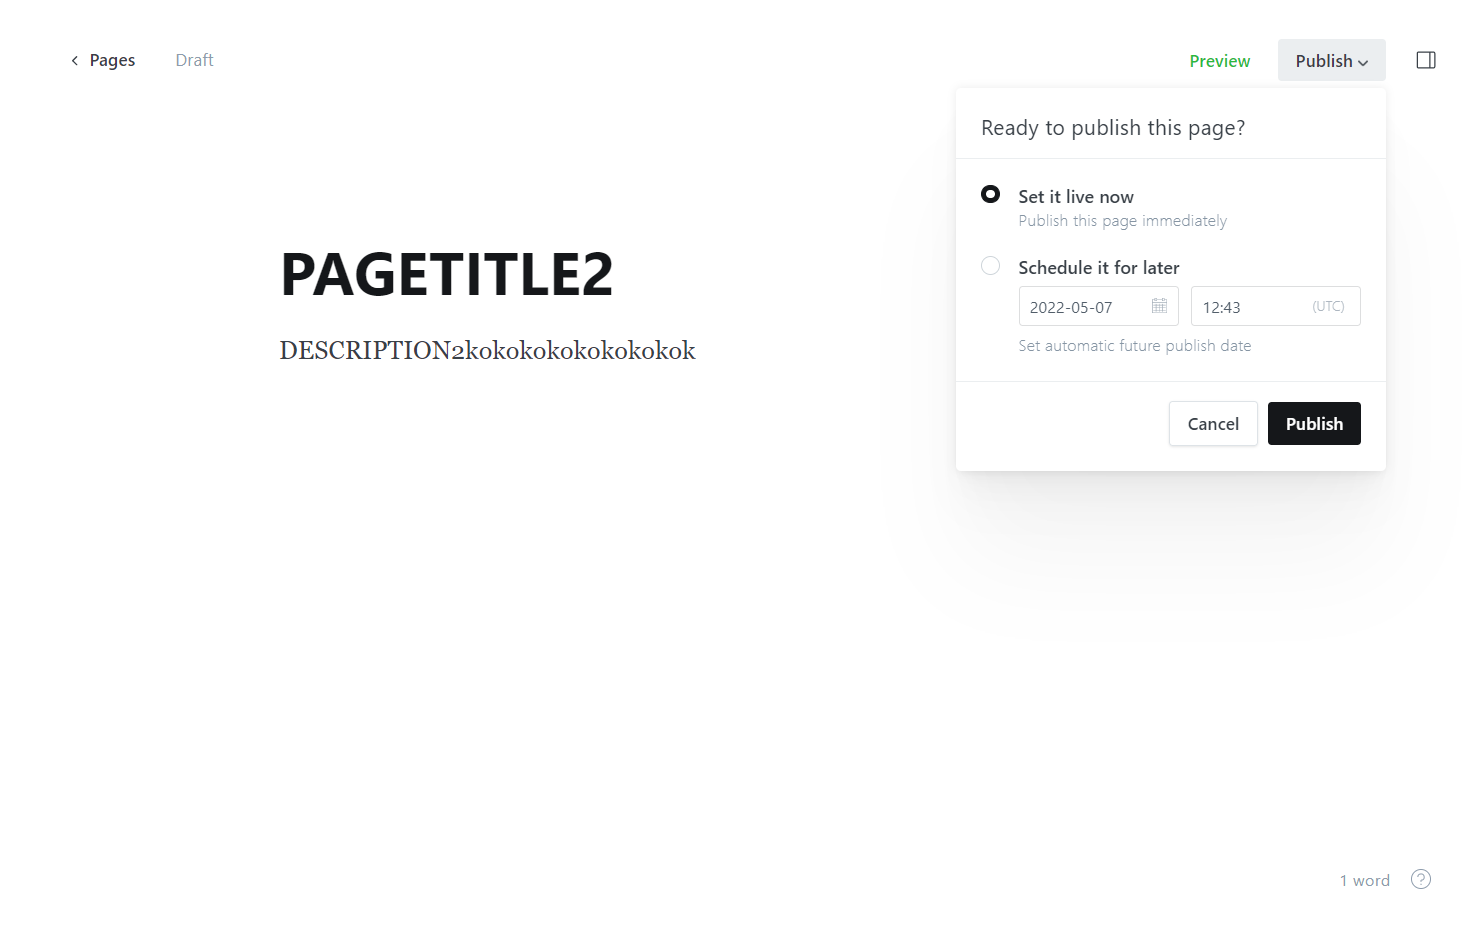 Pages
Draft
Preview
Publish
Ready to publish this page?
Set it live now
Publish this page immediately
Schedule it for later
2022-05-07
12:43
(UTC)
Set automatic future publish date
Cancel
Publish
PAGETITLE2
DESCRIPTION2kokokokokokokokok
1 word
?